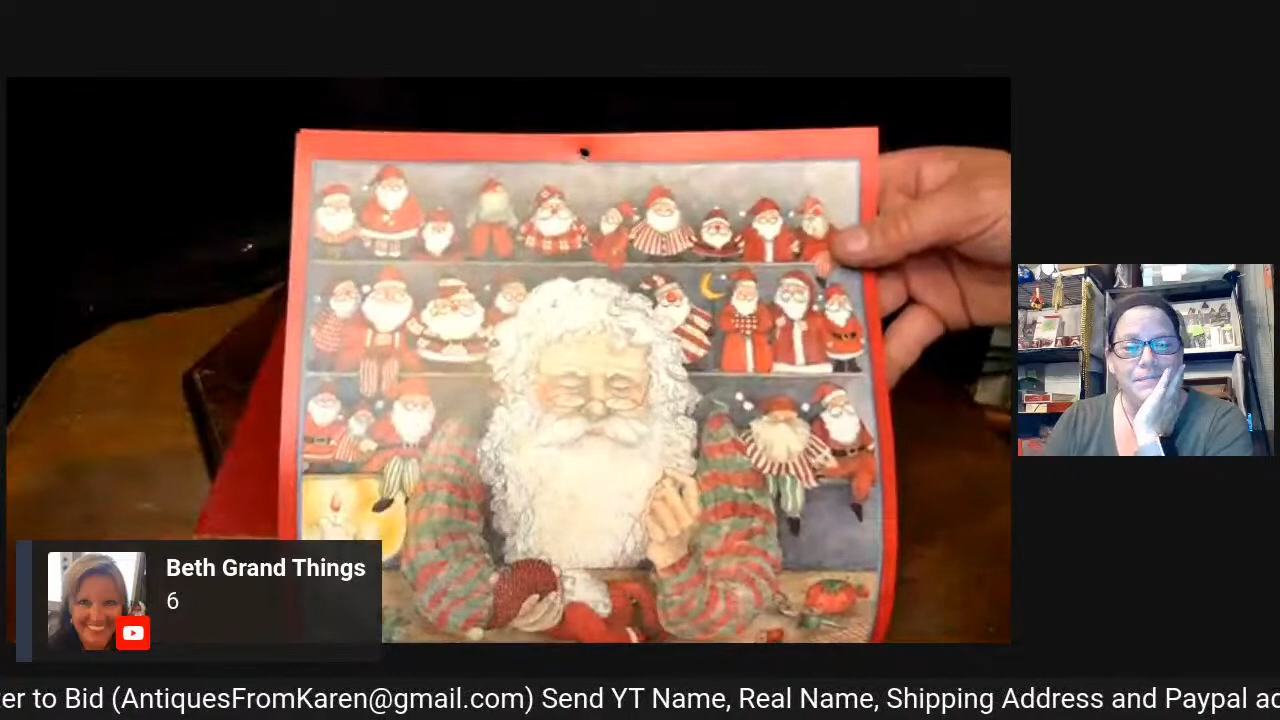 Beth Grand Things
6
er to Bid (AntiquesFromKaren@gmail.com) Send YT Name, Real Name, Shipping Address and Paypal